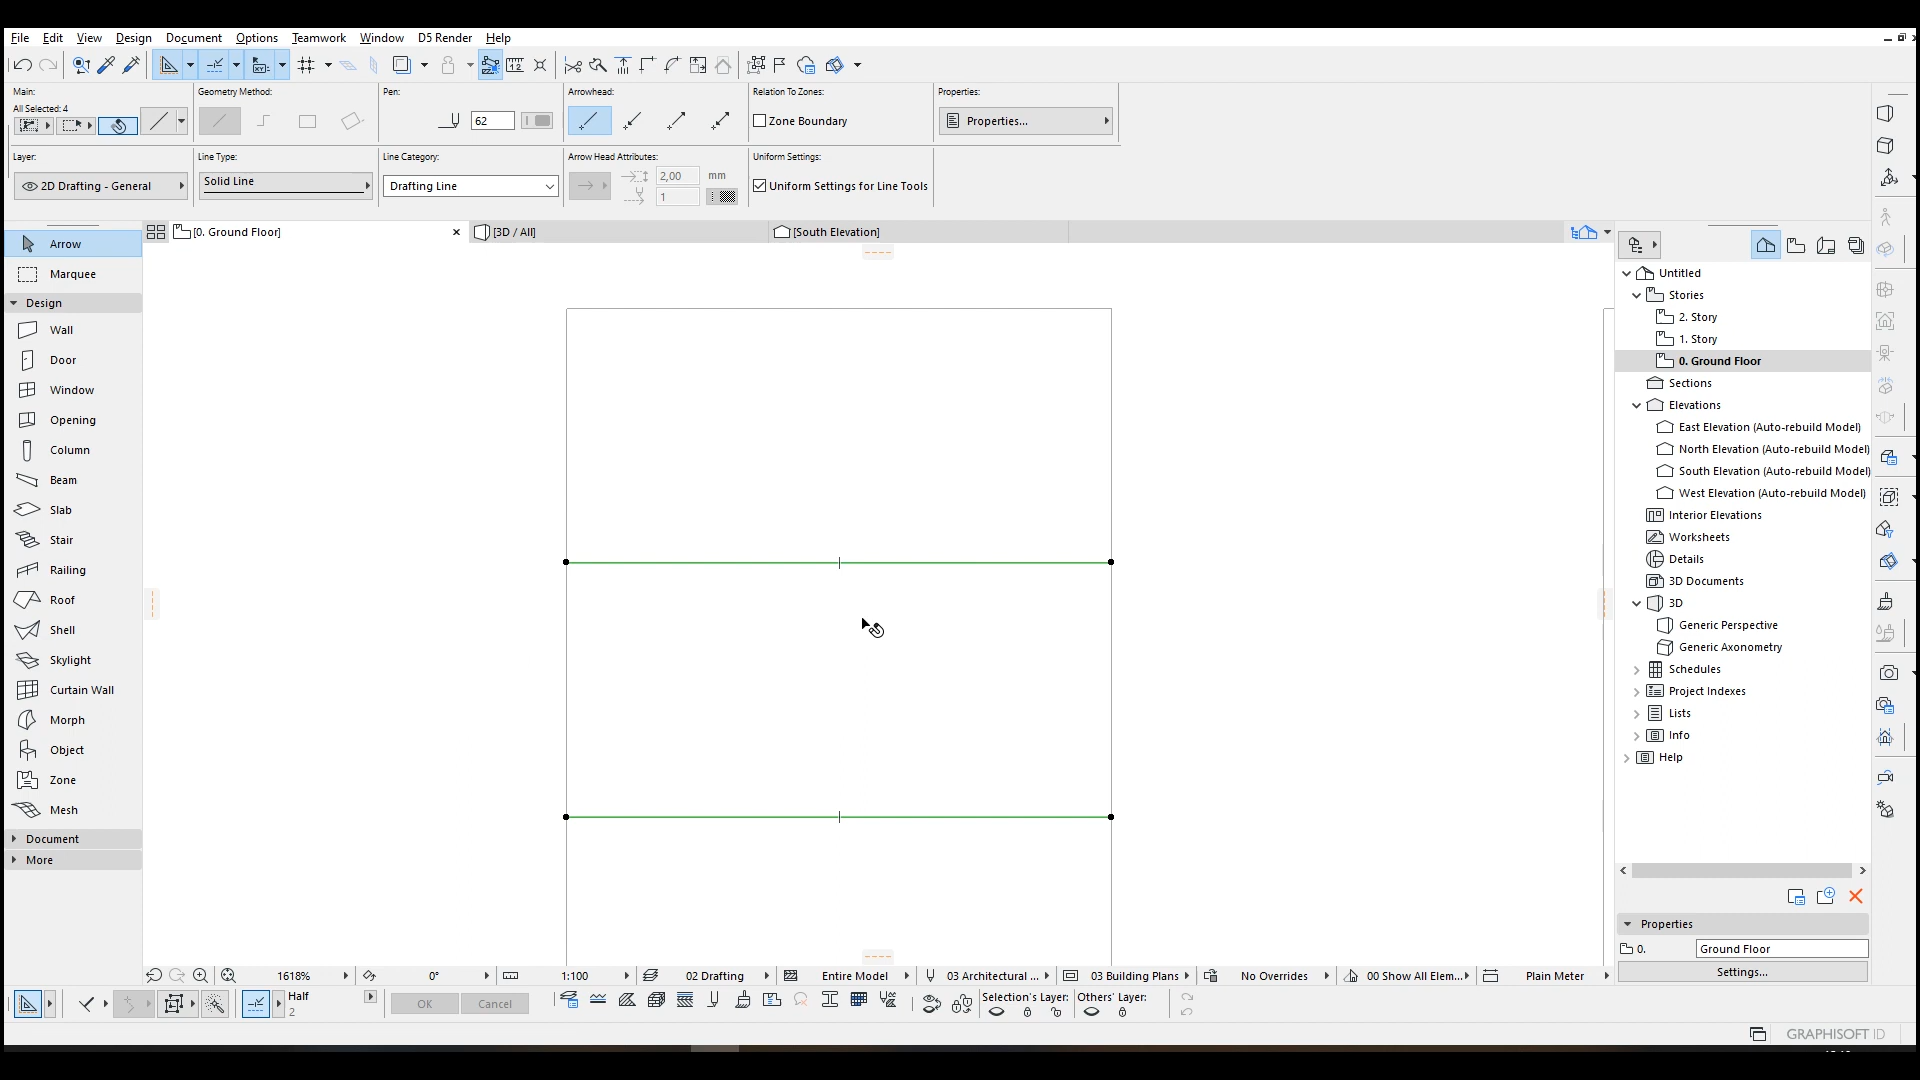 File Edit View Design Document Options Teamwork Window D5 Render Help
Main: Geometry Method: Pen: Arrowhead: Relation To Zones: Properties:
All Selected: 4
62 Zone Boundary Properties...
Layer: Line Type: Line Category: Arrow Head Attributes: Uniform Settings:
2D Drafting - General Solid Line Drafting Line 2,00 mm Uniform Settings for Line Tools
1
[0. Ground Floor] [3D / All] [South Elevation]
Arrow
Marquee
Design
Wall
Door
Window
Opening
Column
Beam
Slab
Stair
Railing
Roof
Shell
Skylight
Curtain Wall
Morph
Object
Zone
Mesh
Document
More
Untitled
Stories
2. Story
1. Story
0. Ground Floor
Sections
Elevations
East Elevation (Auto-rebuild Model)
North Elevation (Auto-rebuild Model)
South Elevation (Auto-rebuild Model)
West Elevation (Auto-rebuild Model)
Interior Elevations
Worksheets
Details
3D Documents
3D
Generic Perspective
Generic Axonometry
Schedules
Project Indexes
Lists
Info
Help
Properties
0. Ground Floor
Settings...
1618% 0° 1:100 02 Drafting Entire Model 03 Architectural ... 03 Building Plans No Overrides 00 Show All Elem... Plain Meter
Half
2
OK Cancel
Selection's Layer: Others' Layer:
GRAPHISOFT ID